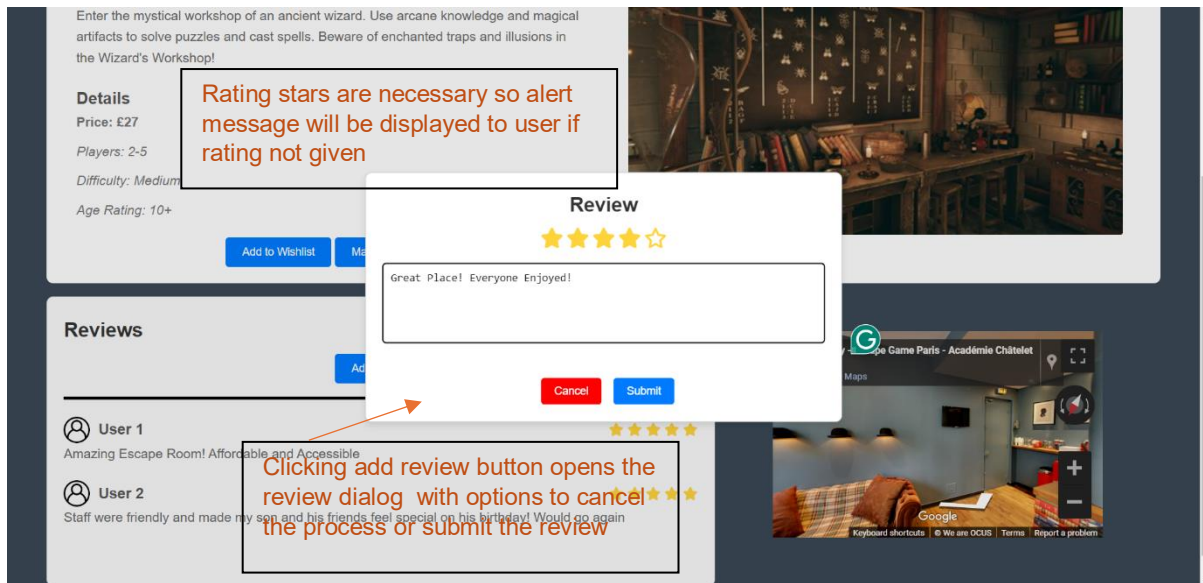 Enter the mystical workshop of an ancient wizard. Use arcane knowledge and magical
artifacts to solve puzzles and cast spells. Beware of enchanted traps and illusions in
the Wizard's Workshop!
Details
Price: £27
Players: 2-5
Difficulty: Medium
Age Rating: 10+
Rating stars are necessary so alert
message will be displayed to user if
rating not given
Add to Wishlist
Ma
Review
Great Place! Everyone Enjoyed!
Cancel
Submit
Reviews
Ad
User 1
Amazing Escape Room! Affordable and Accessible
User 2
Staff were friendly and made my son and his friends feel special on his birthday! Would go again
Clicking add review button opens the
review dialog with options to cancel
the process or submit the review
G
Game Paris - Académie Châtelet
Maps
Google
Keyboard shortcuts
© We are OCUS
Terms
Report a problem